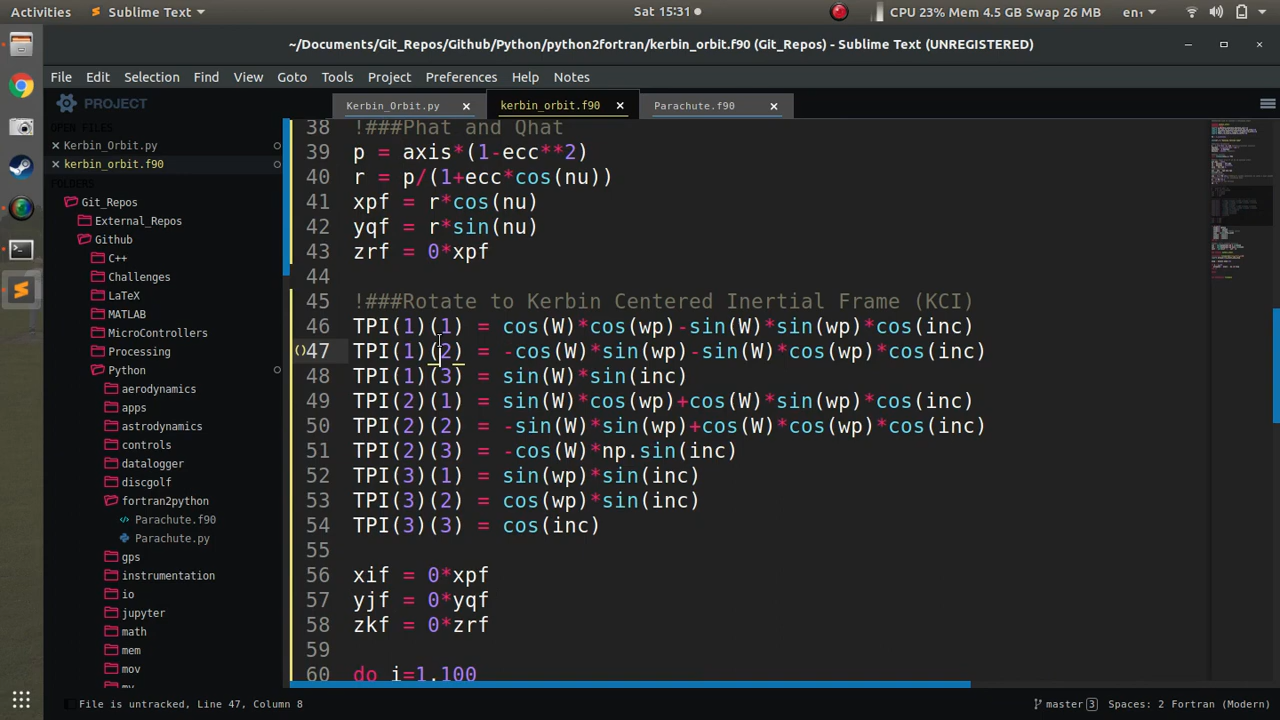 Activities
Sublime Text
Sat 15:31
CPU 23% Mem 4.5 GB Swap 26 MB
en₁
~/Documents/Git_Repos/Github/Python/python2fortran/kerbin_orbit.f90 (Git_Repos) - Sublime Text (UNREGISTERED)
File Edit Selection Find View Goto Tools Project Preferences Help Notes
PROJECT
Kerbin_Orbit.py
kerbin_orbit.f90
Parachute.f90
OPEN FILES
Kerbin_Orbit.py
kerbin_orbit.f90
FOLDERS
Git_Repos
External_Repos
Github
C++
Challenges
LaTeX
MATLAB
MicroControllers
Processing
Python
aerodynamics
apps
astrodynamics
controls
datalogger
discgolf
fortran2python
Parachute.f90
Parachute.py
gps
instrumentation
io
jupyter
math
mem
mov
38 !###Phat and Qhat
39 p = axis*(1-ecc**2)
40 r = p/(1+ecc*cos(nu))
41 xpf = r*cos(nu)
42 yqf = r*sin(nu)
43 zrf = 0*xpf
44
45 !###Rotate to Kerbin Centered Inertial Frame (KCI)
46 TPI(1)(1) = cos(W)*cos(wp)-sin(W)*sin(wp)*cos(inc)
47 TPI(1)(2) = -cos(W)*sin(wp)-sin(W)*cos(wp)*cos(inc)
48 TPI(1)(3) = sin(W)*sin(inc)
49 TPI(2)(1) = sin(W)*cos(wp)+cos(W)*sin(wp)*cos(inc)
50 TPI(2)(2) = -sin(W)*sin(wp)+cos(W)*cos(wp)*cos(inc)
51 TPI(2)(3) = -cos(W)*np.sin(inc)
52 TPI(3)(1) = sin(wp)*sin(inc)
53 TPI(3)(2) = cos(wp)*sin(inc)
54 TPI(3)(3) = cos(inc)
55
56 xif = 0*xpf
57 yjf = 0*yqf
58 zkf = 0*zrf
59
60 do i=1,100
File is untracked, Line 47, Column 8
master 3
Spaces: 2
Fortran (Modern)